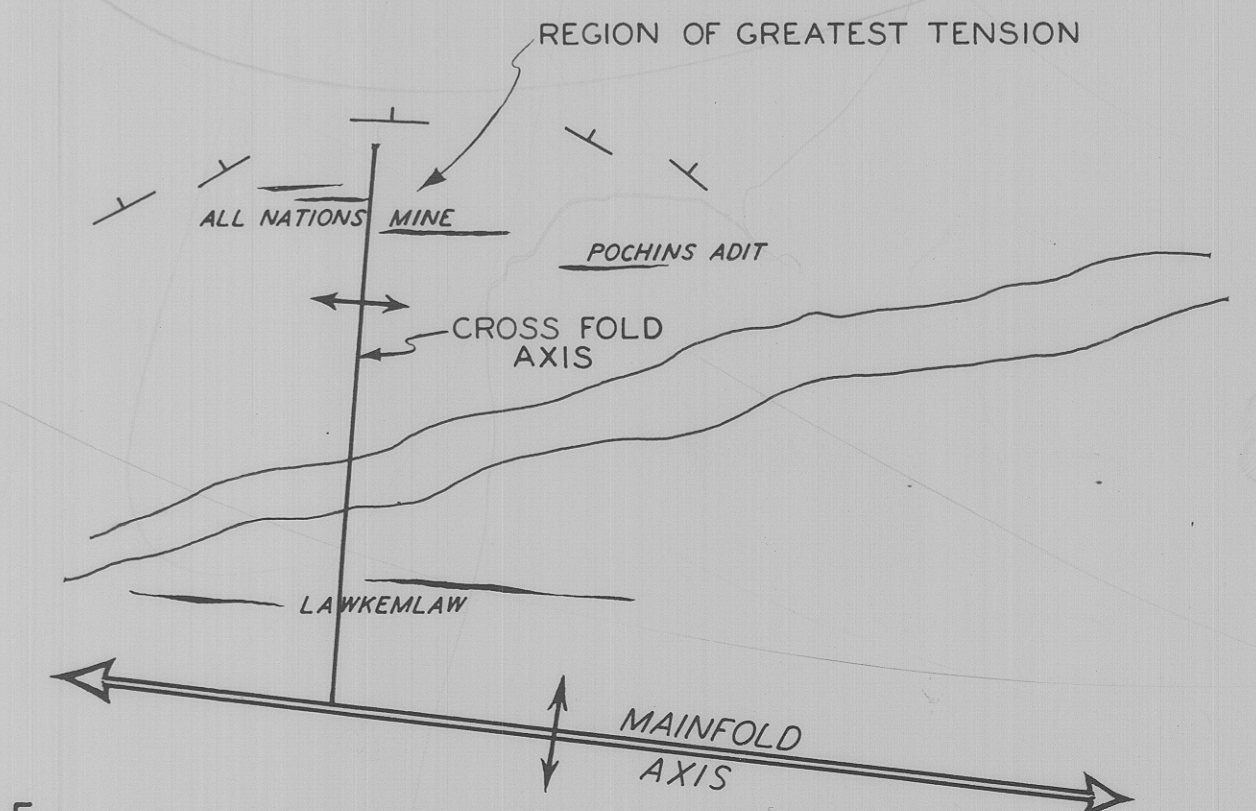 REGION OF GREATEST TENSION
ALL NATIONS MINE
POCHINS ADIT
CROSS FOLD
AXIS
LAWKEMLAW
MAINFOLD
AXIS